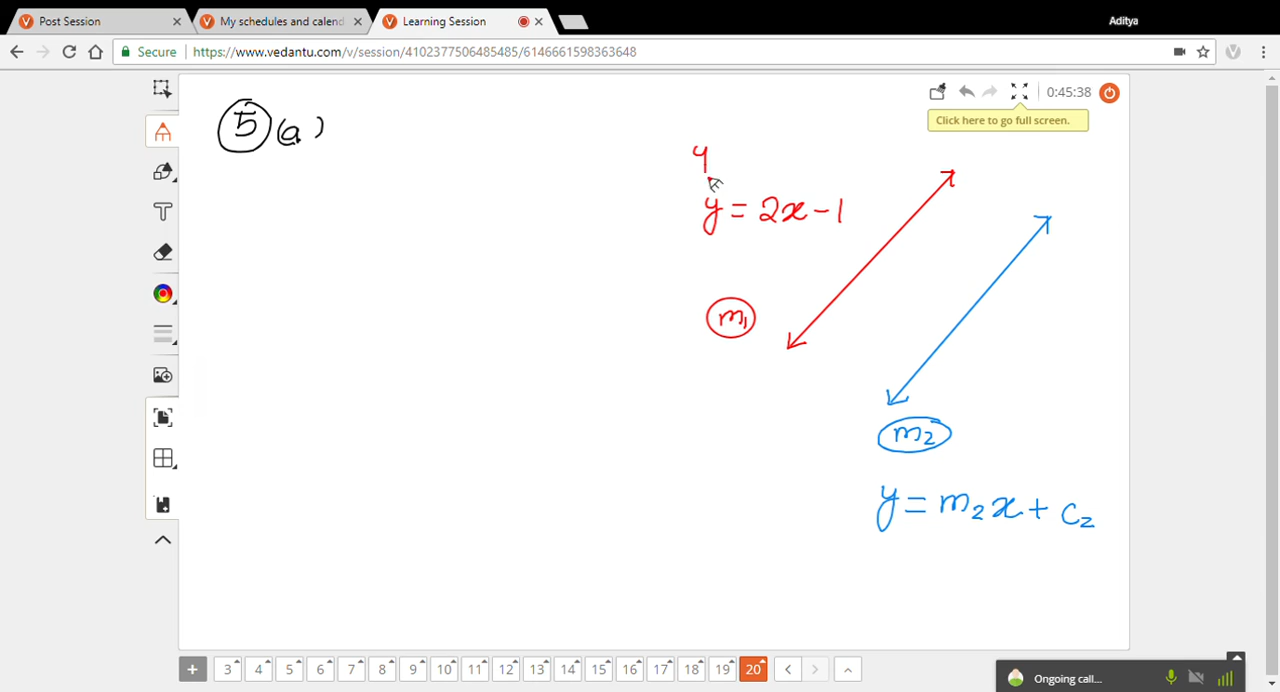 Post Session
My schedules and calend
Learning Session
Aditya
Secure
https://www.vedantu.com/v/session/4102377506485485/6146661598363648
0:45:38
Click here to go full screen.
5 (a)
y
y = 2x - 1
m₁
m₂
y = m₂x + c₂
3 4 5 6 7 8 9 10 11 12 13 14 15 16 17 18 19 20
Ongoing call...